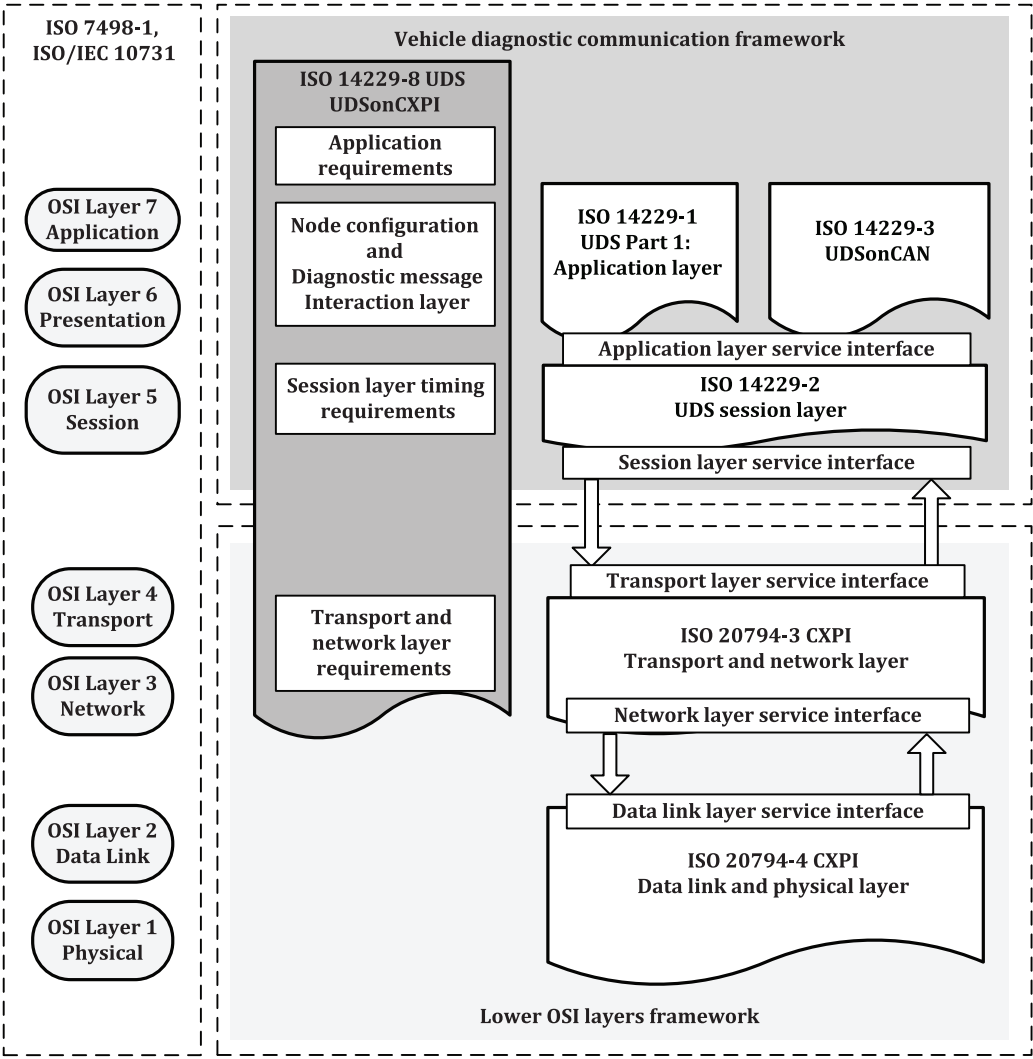 ISO 7498-1,
ISO/IEC 10731
OSI Layer 7
Application
OSI Layer 6
Presentation
OSI Layer 5
Session
OSI Layer 4
Transport
OSI Layer 3
Network
OSI Layer 2
Data Link
OSI Layer 1
Physical
Vehicle diagnostic communication framework
ISO 14229-8 UDS
UDSonCXPI
Application
requirements
Node configuration
and
Diagnostic message
Interaction layer
Session layer timing
requirements
Transport and
network layer
requirements
ISO 14229-1
UDS Part 1:
Application layer
ISO 14229-3
UDSonCAN
Application layer service interface
ISO 14229-2
UDS session layer
Session layer service interface
Transport layer service interface
ISO 20794-3 CXPI
Transport and network layer
Network layer service interface
Data link layer service interface
ISO 20794-4 CXPI
Data link and physical layer
Lower OSI layers framework